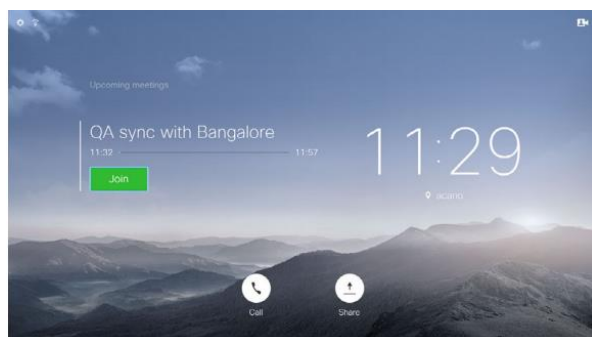 Upcoming meetings
QA sync with Bangalore
11:32
11:57
Join
11:29
acano
Call
Share